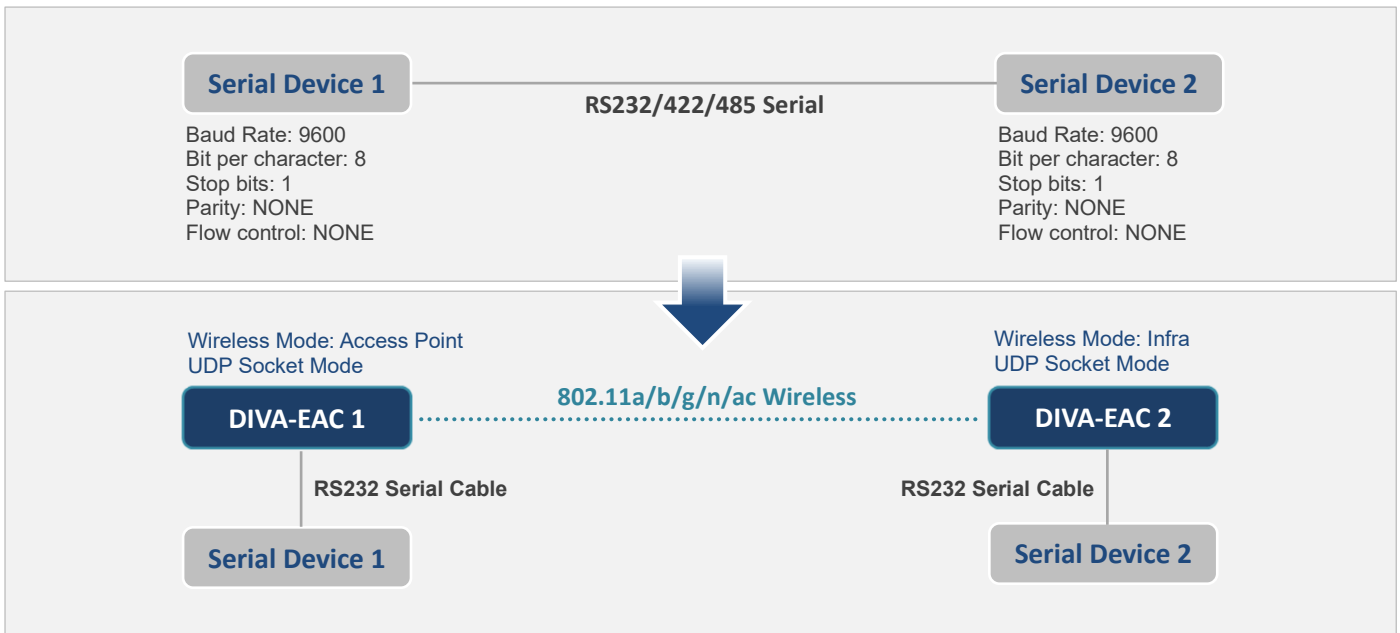 Serial Device 1
RS232/422/485 Serial
Serial Device 2
Baud Rate: 9600
Bit per character: 8
Stop bits: 1
Parity: NONE
Flow control: NONE
Baud Rate: 9600
Bit per character: 8
Stop bits: 1
Parity: NONE
Flow control: NONE
Wireless Mode: Access Point
UDP Socket Mode
Wireless Mode: Infra
UDP Socket Mode
DIVA-EAC 1
802.11a/b/g/n/ac Wireless
DIVA-EAC 2
RS232 Serial Cable
RS232 Serial Cable
Serial Device 1
Serial Device 2